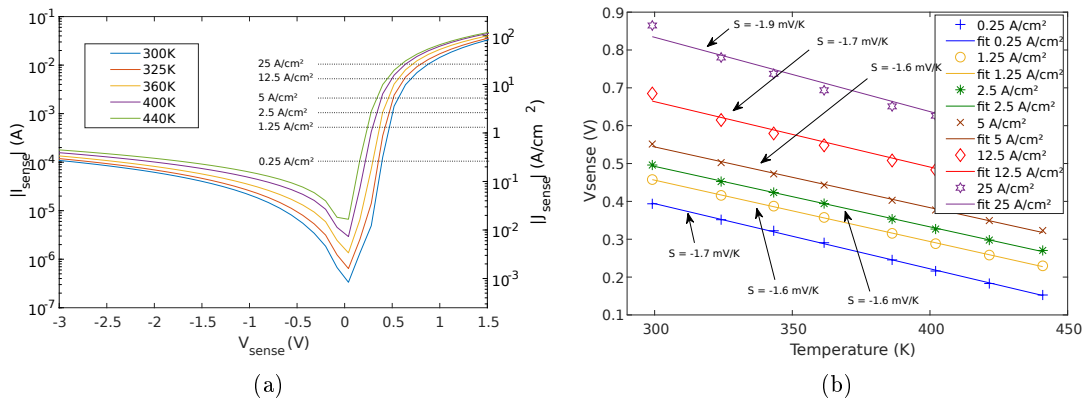 300K
325K
360K
400K
440K
25 A/cm²
12.5 A/cm²
5 A/cm²
2.5 A/cm²
1.25 A/cm²
0.25 A/cm²
10^-1
10^-2
10^-3
10^-4
10^-5
10^-6
10^-7
10^2
10^1
1
10^-1
10^-2
10^-3
-3 -2.5 -2 -1.5 -1 -0.5 0 0.5 1 1.5
V_sense (V)
|I_sense| (A)
|J_sense| (A/cm^2)
(a)
0.9
0.8
0.7
0.6
0.5
0.4
0.3
0.2
0.1
300 350 400 450
Temperature (K)
Vsense (V)
S = -1.9 mV/K
S = -1.7 mV/K
S = -1.6 mV/K
S = -1.7 mV/K
S = -1.6 mV/K
S = -1.6 mV/K
0.25 A/cm²
fit 0.25 A/cm²
1.25 A/cm²
fit 1.25 A/cm²
2.5 A/cm²
fit 2.5 A/cm²
5 A/cm²
fit 5 A/cm²
12.5 A/cm²
fit 12.5 A/cm²
25 A/cm²
fit 25 A/cm²
(b)